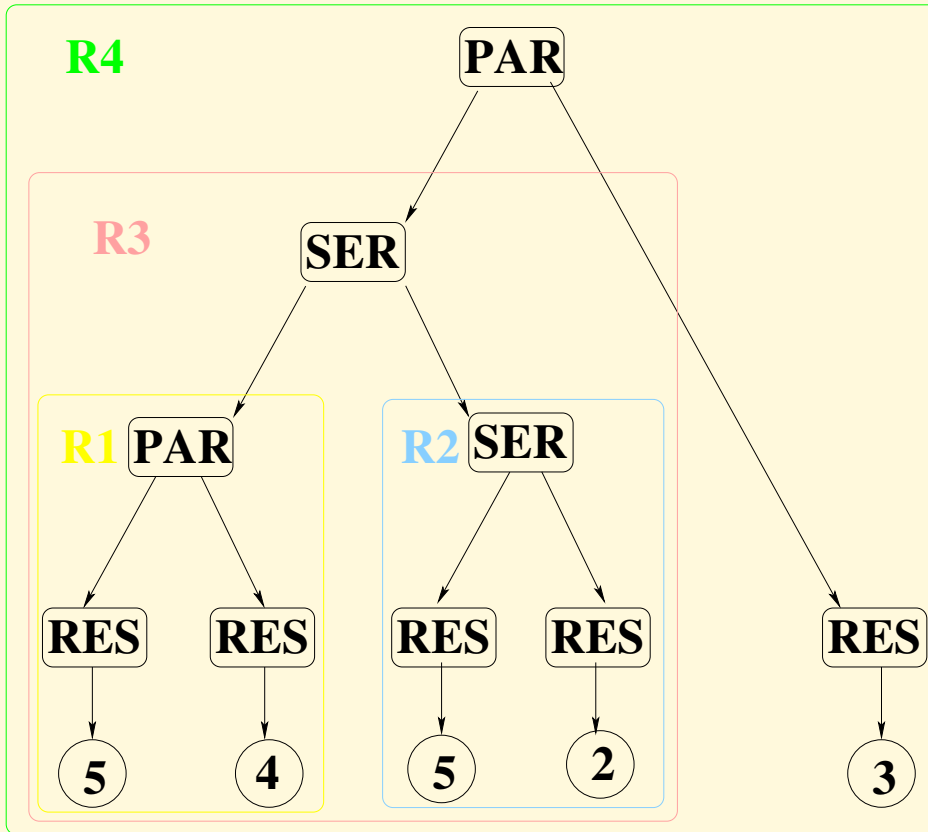 R4 PAR
R3
SER
R1 PAR R2 SER
RES RES RES RES RES
5 4 5 2 3